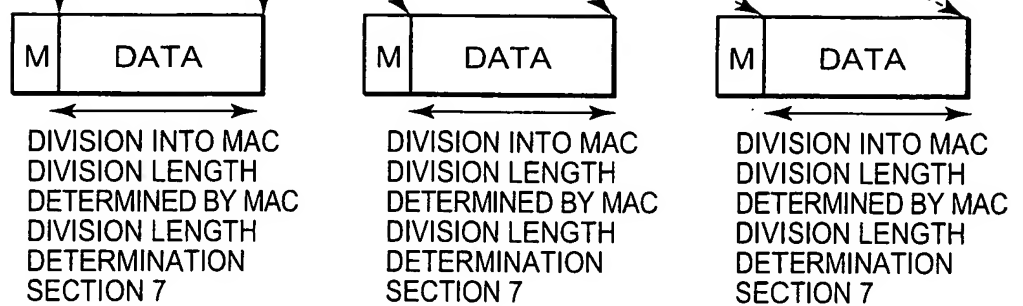 M DATA
M DATA
M DATA
DIVISION INTO MAC
DIVISION LENGTH
DETERMINED BY MAC
DIVISION LENGTH
DETERMINATION
SECTION 7
DIVISION INTO MAC
DIVISION LENGTH
DETERMINED BY MAC
DIVISION LENGTH
DETERMINATION
SECTION 7
DIVISION INTO MAC
DIVISION LENGTH
DETERMINED BY MAC
DIVISION LENGTH
DETERMINATION
SECTION 7